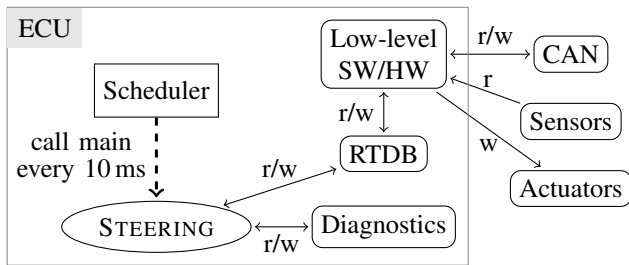 ECU
Low-level
SW/HW
r/w
CAN
r
Scheduler
Sensors
r/w
call main
every 10 ms
w
RTDB
r/w
Actuators
STEERING
Diagnostics
r/w